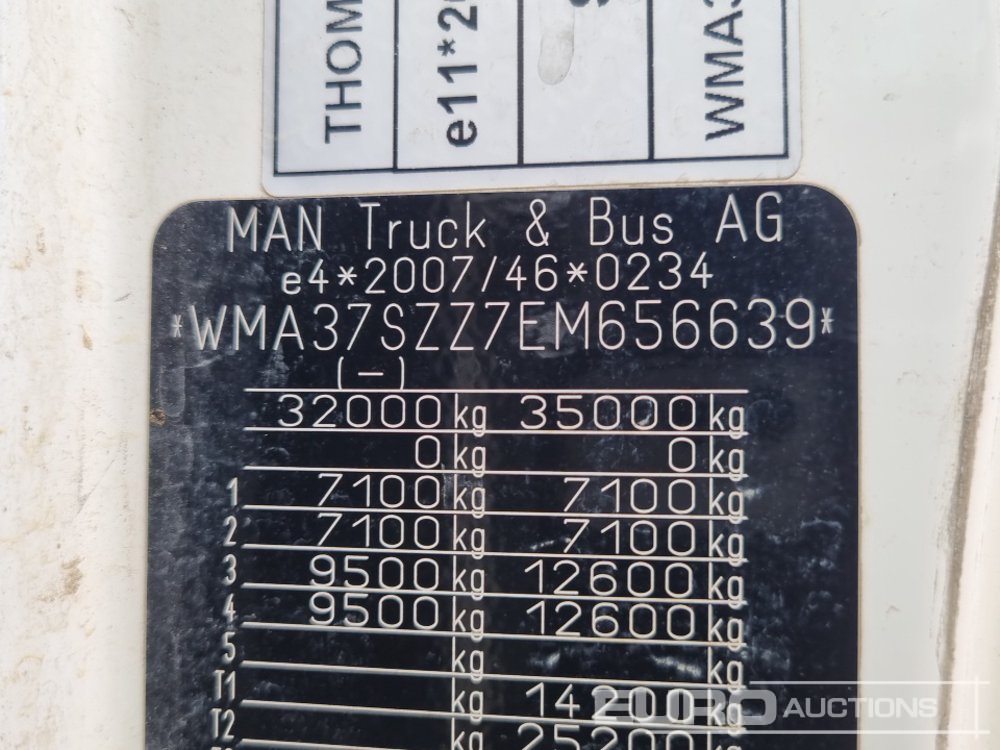 THOM
e11*2
WMA3
MAN Truck & Bus AG
e4*2007/46*0234
*WMA37SZZ7EM656639*
(-)
32000 kg 35000 kg
0 kg 0 kg
1 7100 kg 7100 kg
2 7100 kg 7100 kg
3 9500 kg 12600 kg
4 9500 kg 12600 kg
5 kg kg
T1 kg 14200 kg
T2 kg 25200 kg
EURO AUCTIONS